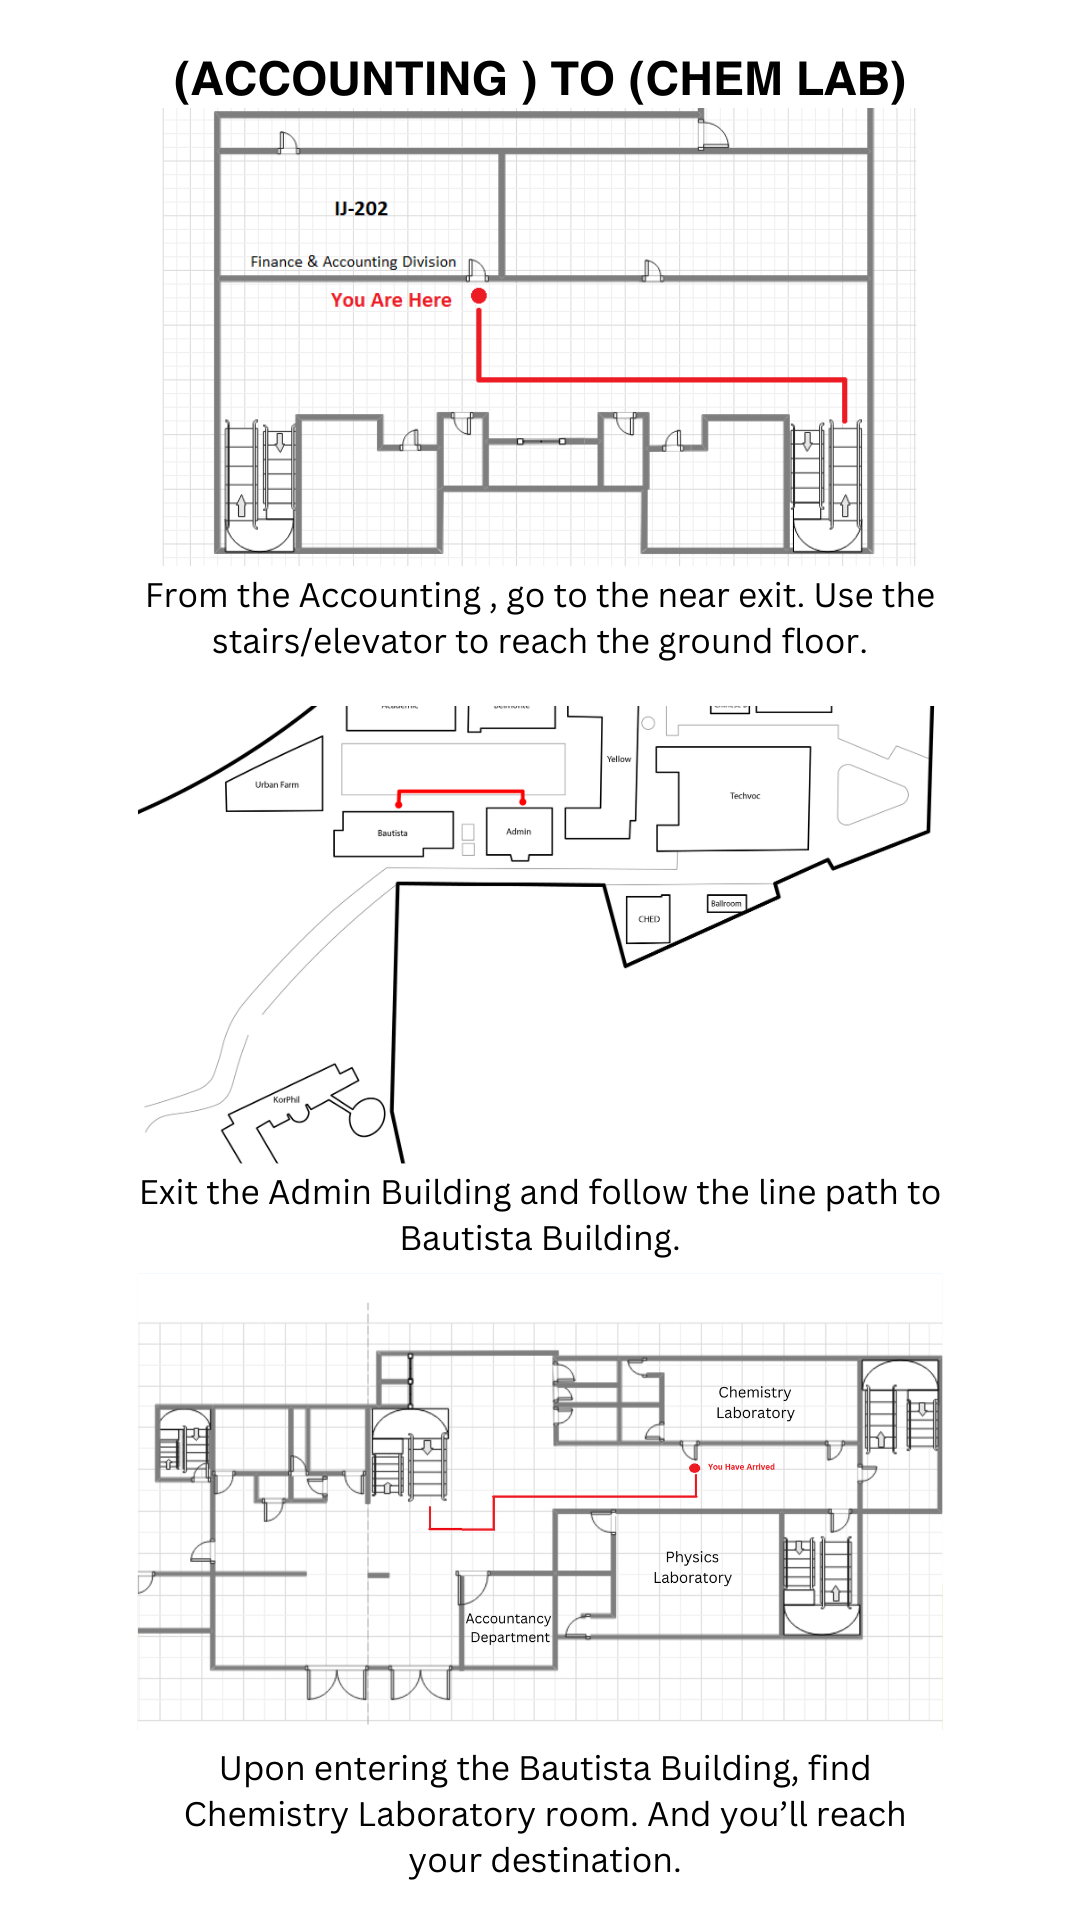 (ACCOUNTING ) TO (CHEM LAB)
IJ-202
Finance & Accounting Division
You Are Here
From the Accounting , go to the near exit. Use the
stairs/elevator to reach the ground floor.
Academic
Belmonte
Yellow
Urban Farm
Techvoc
Bautista
Admin
Ballroom
CHED
KorPhil
Exit the Admin Building and follow the line path to
Bautista Building.
Chemistry
Laboratory
You Have Arrived
Physics
Laboratory
Accountancy
Department
Upon entering the Bautista Building, find
Chemistry Laboratory room. And you’ll reach
your destination.